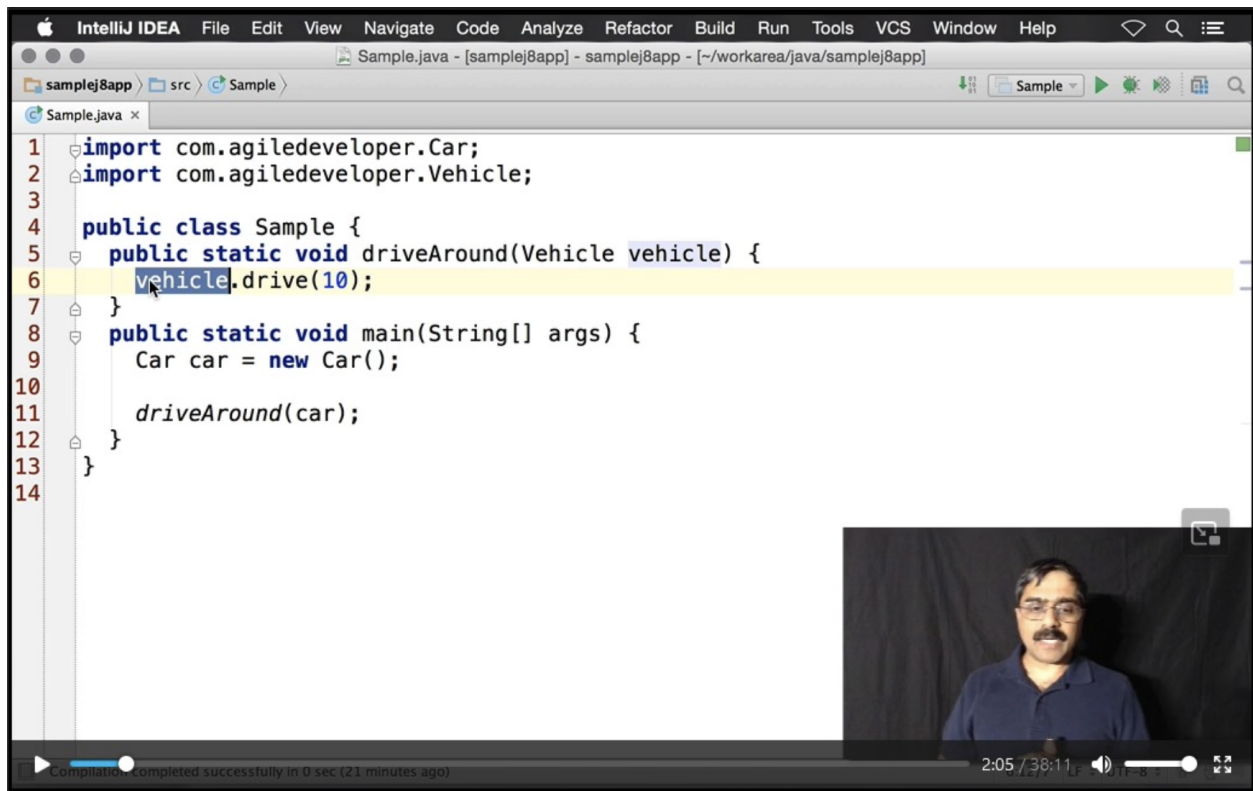 IntelliJ IDEA File Edit View Navigate Code Analyze Refactor Build Run Tools VCS Window Help
Sample.java - [samplej8app] - samplej8app - [~/workarea/java/samplej8app]
samplej8app src Sample Sample
Sample.java ×
1 import com.agiledeveloper.Car;
2 import com.agiledeveloper.Vehicle;
3
4 public class Sample {
5 public static void driveAround(Vehicle vehicle) {
6 vehicle.drive(10);
7 }
8 public static void main(String[] args) {
9 Car car = new Car();
10
11 driveAround(car);
12 }
13 }
14
Compilation completed successfully in 0 sec (21 minutes ago)
2:05 / 38:11 LF UTF-8